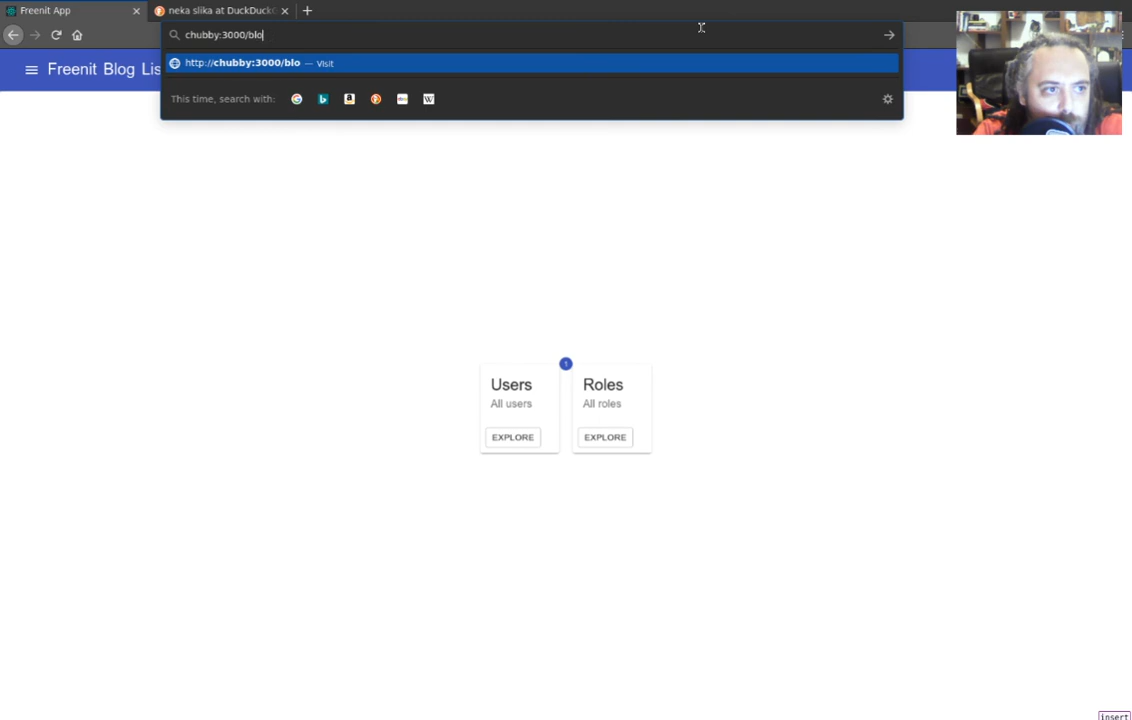 Freenit App
neka slika at DuckDuck
chubby:3000/blo
http://chubby:3000/blo — Visit
Freenit Blog Lis
This time, search with:
1
Users
Roles
All users
All roles
EXPLORE
EXPLORE
insert